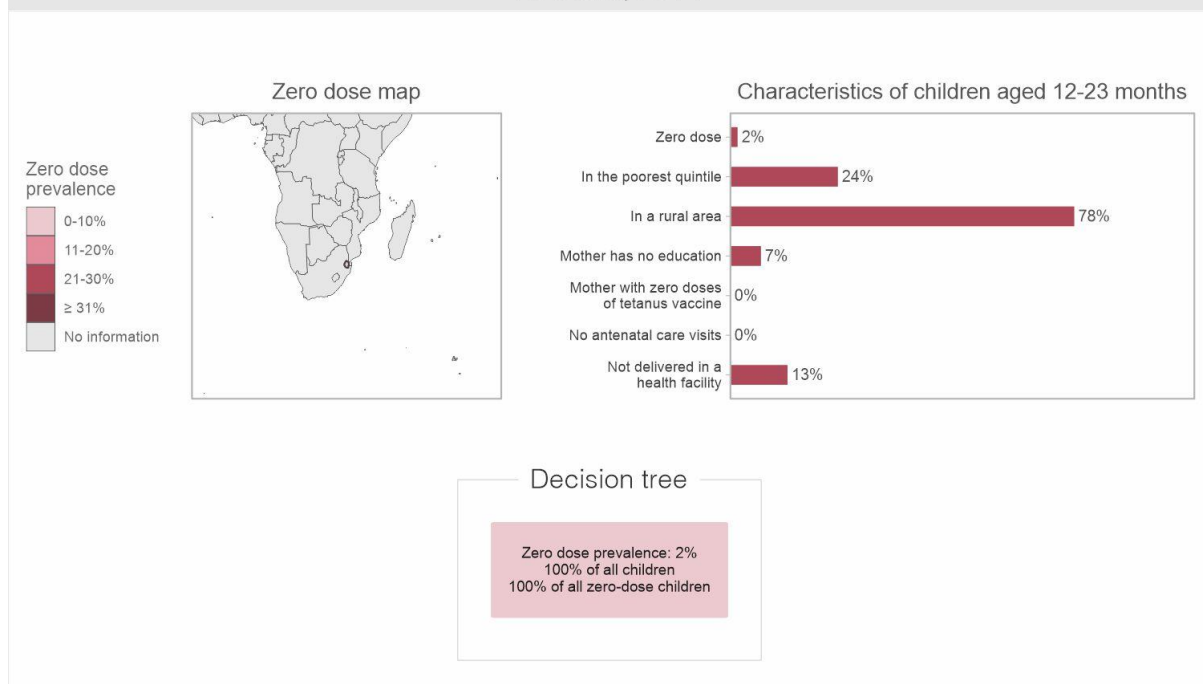 Zero dose map
Zero dose
prevalence
0-10%
11-20%
21-30%
≥ 31%
No information
Characteristics of children aged 12-23 months
Zero dose
2%
In the poorest quintile
24%
In a rural area
78%
Mother has no education
7%
Mother with zero doses
of tetanus vaccine
0%
No antenatal care visits
0%
Not delivered in a
health facility
13%
Decision tree
Zero dose prevalence: 2%
100% of all children
100% of all zero-dose children